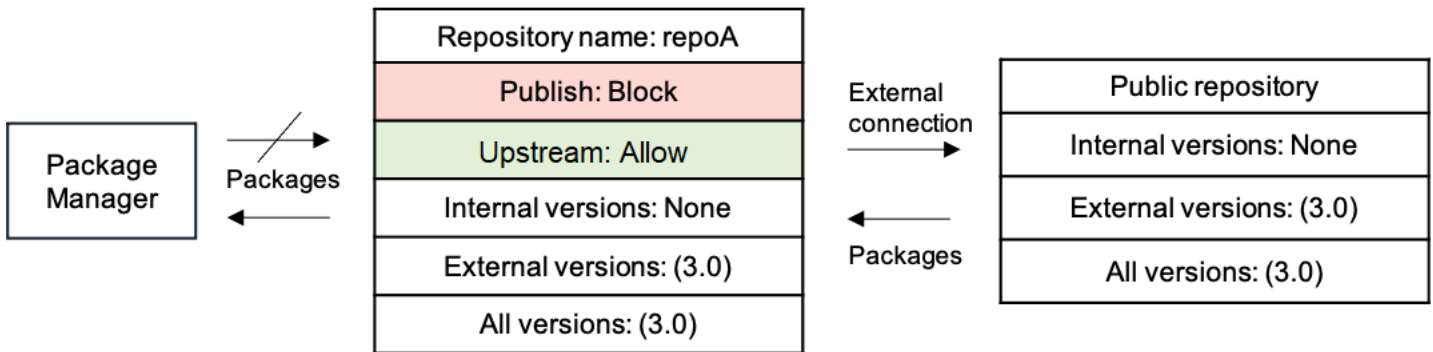 Package
Manager
Packages
Repository name: repoA
Publish: Block
Upstream: Allow
Internal versions: None
External versions: (3.0)
All versions: (3.0)
External
connection
Packages
Public repository
Internal versions: None
External versions: (3.0)
All versions: (3.0)